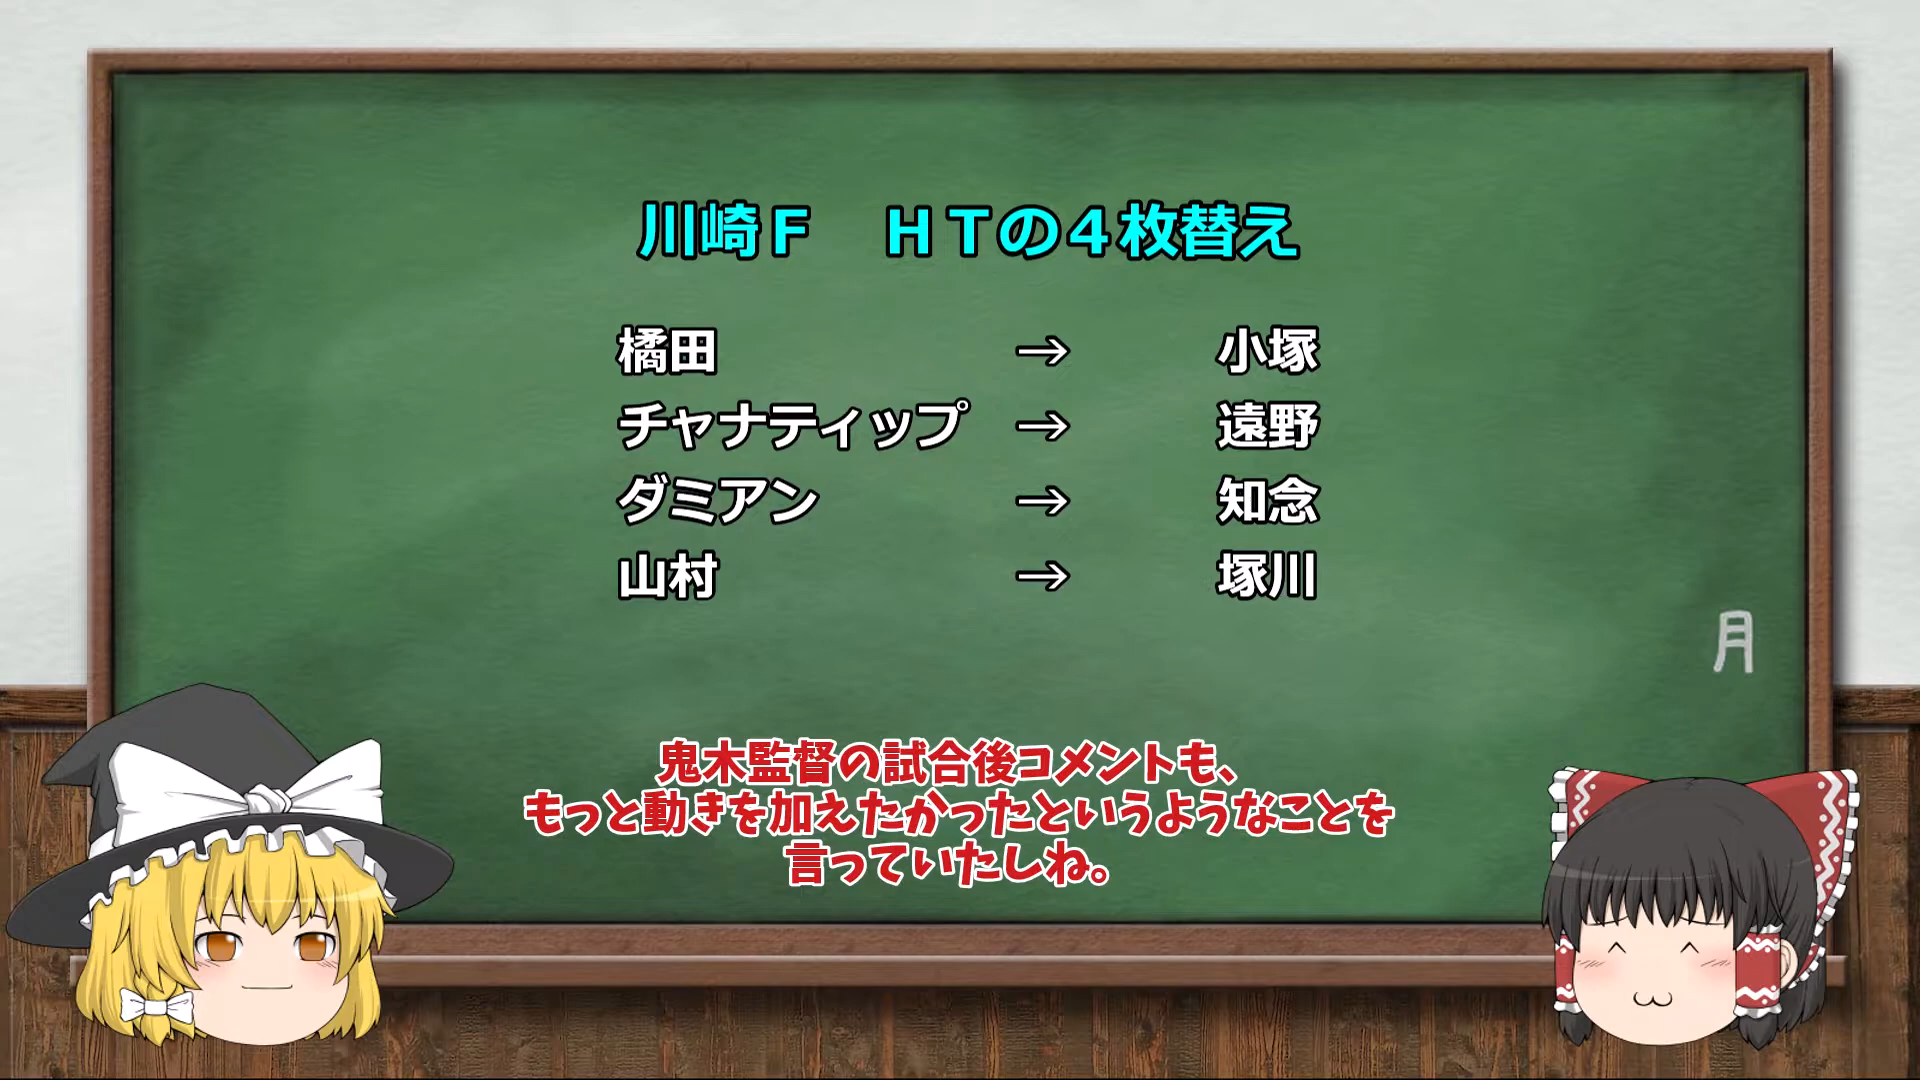 川崎Ｆ　ＨＴの４枚替え
橘田 → 小塚
チャナティップ → 遠野
ダミアン → 知念
山村 → 塚川
月
鬼木監督の試合後コメントも、
もっと動きを加えたかったというようなことを
言っていたしね。